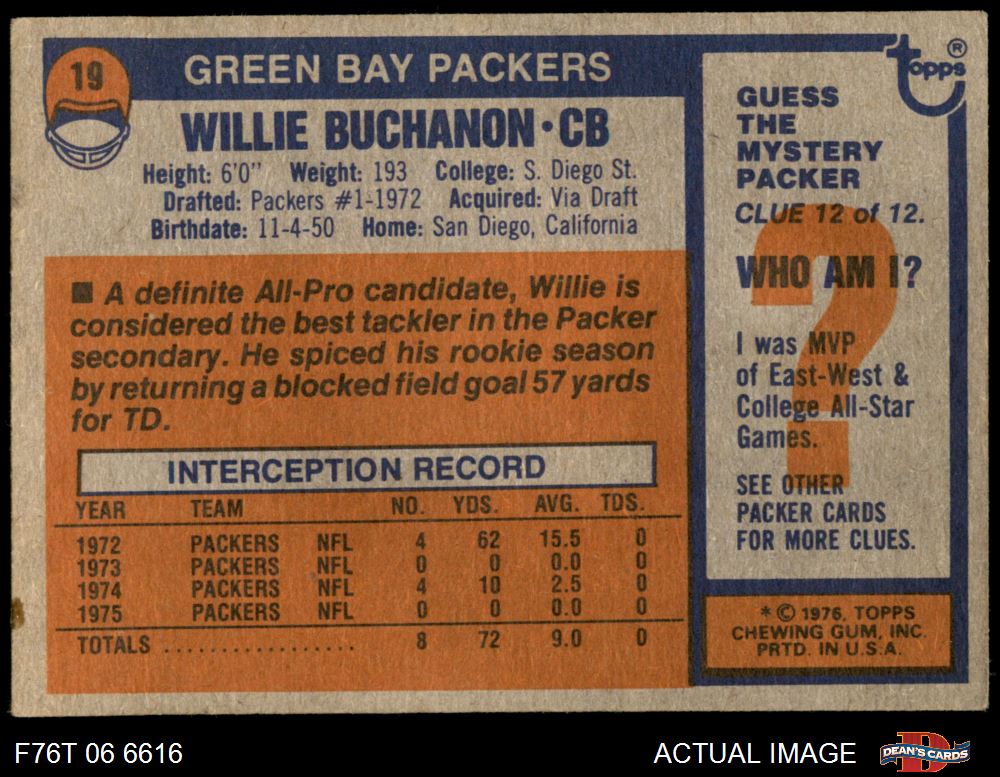 19
GREEN BAY PACKERS
WILLIE BUCHANON • CB
Height: 6'0" Weight: 193 College: S. Diego St.
Drafted: Packers #1-1972 Acquired: Via Draft
Birthdate: 11-4-50 Home: San Diego, California
■ A definite All-Pro candidate, Willie is
considered the best tackler in the Packer
secondary. He spiced his rookie season
by returning a blocked field goal 57 yards
for TD.
INTERCEPTION RECORD
YEAR TEAM NO. YDS. AVG. TDS.
1972 PACKERS NFL 4 62 15.5 0
1973 PACKERS NFL 0 0 0.0 0
1974 PACKERS NFL 4 10 2.5 0
1975 PACKERS NFL 0 0 0.0 0
TOTALS ................. 8 72 9.0 0
topps ®
GUESS
THE
MYSTERY
PACKER
CLUE 12 of 12.
?
WHO AM I?
I was MVP
of East-West &
College All-Star
Games.
SEE OTHER
PACKER CARDS
FOR MORE CLUES.
* © 1976, TOPPS
CHEWING GUM, INC.
PRTD. IN U.S.A.
F76T 06 6616
ACTUAL IMAGE
D
DEAN'S CARDS